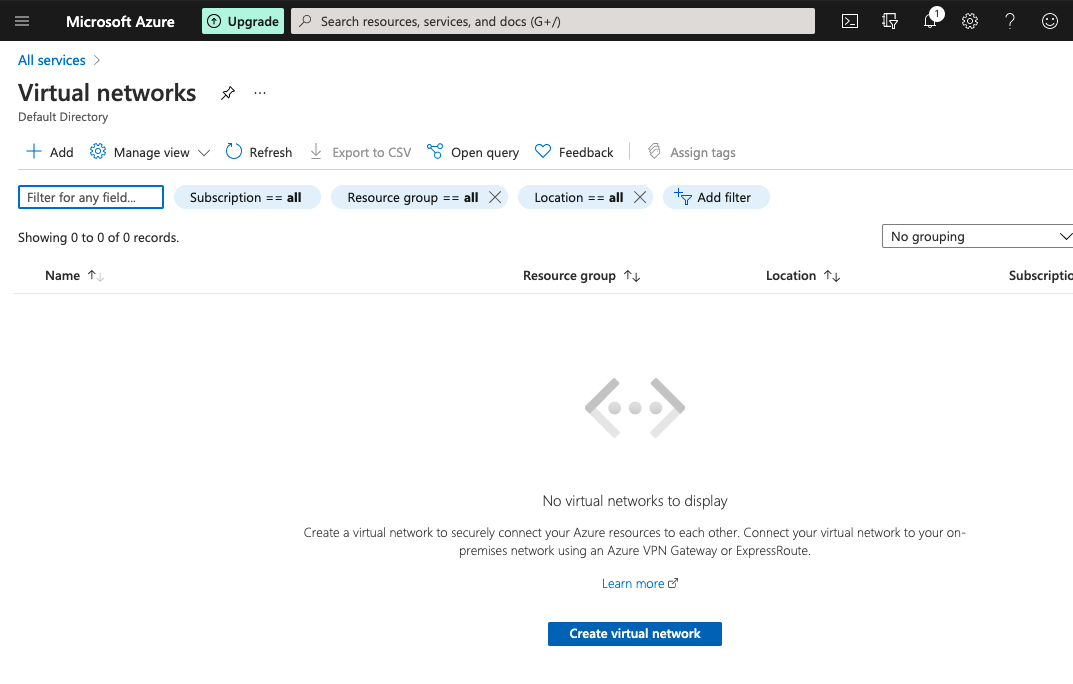 Microsoft Azure
Upgrade
Search resources, services, and docs (G+/)
1
All services
Virtual networks
...
Default Directory
Add
Manage view
Refresh
Export to CSV
Open query
Feedback
Assign tags
Filter for any field...
Subscription == all
Resource group == all
Location == all
Add filter
Showing 0 to 0 of 0 records.
No grouping
Name
Resource group
Location
Subscriptio
No virtual networks to display
Create a virtual network to securely connect your Azure resources to each other. Connect your virtual network to your on-
premises network using an Azure VPN Gateway or ExpressRoute.
Learn more
Create virtual network